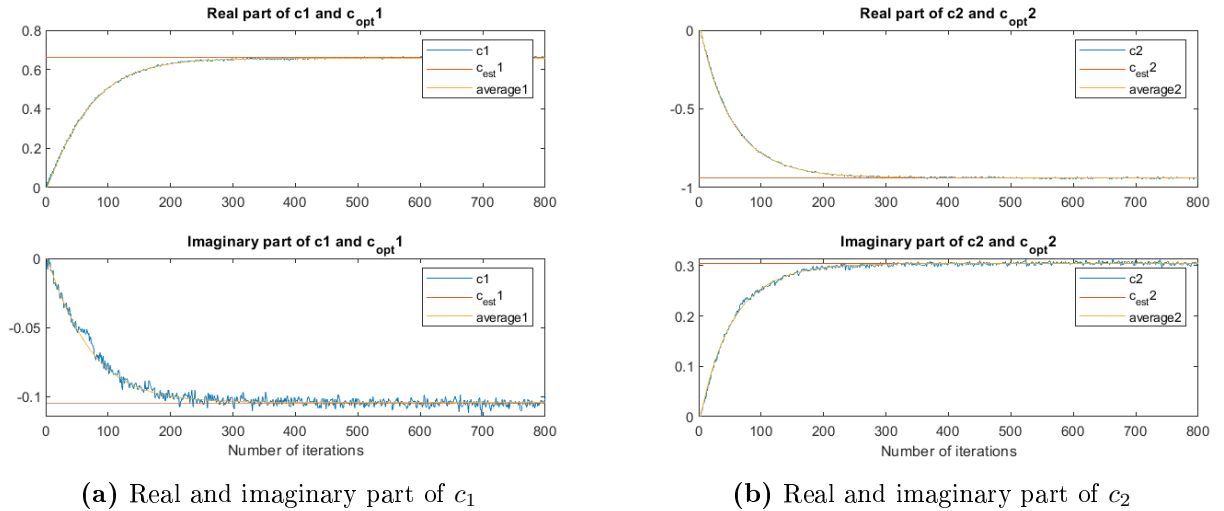 Real part of c1 and c_opt1
0.8
0.6
0.4
0.2
0
c1
c_est1
average1
0 100 200 300 400 500 600 700 800
Imaginary part of c1 and c_opt1
0
-0.05
-0.1
c1
c_est1
average1
0 100 200 300 400 500 600 700 800
Number of iterations
(a) Real and imaginary part of c_1
Real part of c2 and c_opt2
0
-0.5
-1
c2
c_est2
average2
0 100 200 300 400 500 600 700 800
Imaginary part of c2 and c_opt2
0.3
0.2
0.1
0
c2
c_est2
average2
0 100 200 300 400 500 600 700 800
Number of iterations
(b) Real and imaginary part of c_2